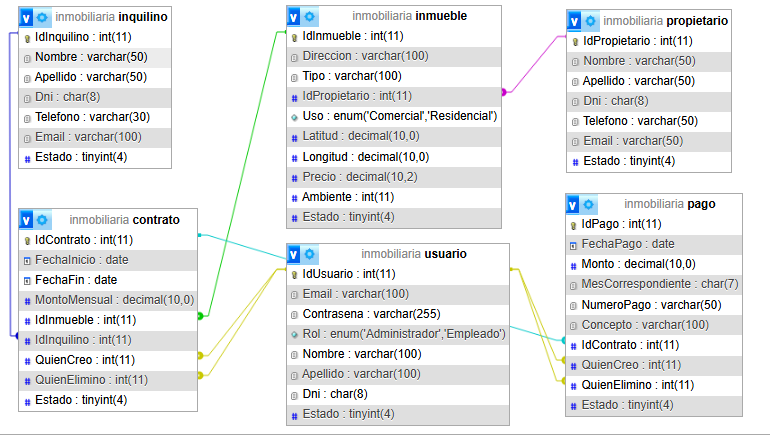 inmobiliaria inquilino
IdInquilino : int(11)
Nombre : varchar(50)
Apellido : varchar(50)
Dni : char(8)
Telefono : varchar(30)
Email : varchar(100)
Estado : tinyint(4)
inmobiliaria inmueble
IdInmueble : int(11)
Direccion : varchar(100)
Tipo : varchar(100)
IdPropietario : int(11)
Uso : enum('Comercial','Residencial')
Latitud : decimal(10,0)
Longitud : decimal(10,0)
Precio : decimal(10,2)
Ambiente : int(11)
Estado : tinyint(4)
inmobiliaria propietario
IdPropietario : int(11)
Nombre : varchar(50)
Apellido : varchar(50)
Dni : char(8)
Telefono : varchar(50)
Email : varchar(50)
Estado : tinyint(4)
inmobiliaria contrato
IdContrato : int(11)
FechaInicio : date
FechaFin : date
MontoMensual : decimal(10,0)
IdInmueble : int(11)
IdInquilino : int(11)
QuienCreo : int(11)
QuienElimino : int(11)
Estado : tinyint(4)
inmobiliaria usuario
IdUsuario : int(11)
Email : varchar(100)
Contrasena : varchar(255)
Rol : enum('Administrador','Empleado')
Nombre : varchar(100)
Apellido : varchar(100)
Dni : char(8)
Estado : tinyint(4)
inmobiliaria pago
IdPago : int(11)
FechaPago : date
Monto : decimal(10,0)
MesCorrespondiente : char(7)
NumeroPago : varchar(50)
Concepto : varchar(100)
IdContrato : int(11)
QuienCreo : int(11)
QuienElimino : int(11)
Estado : tinyint(4)